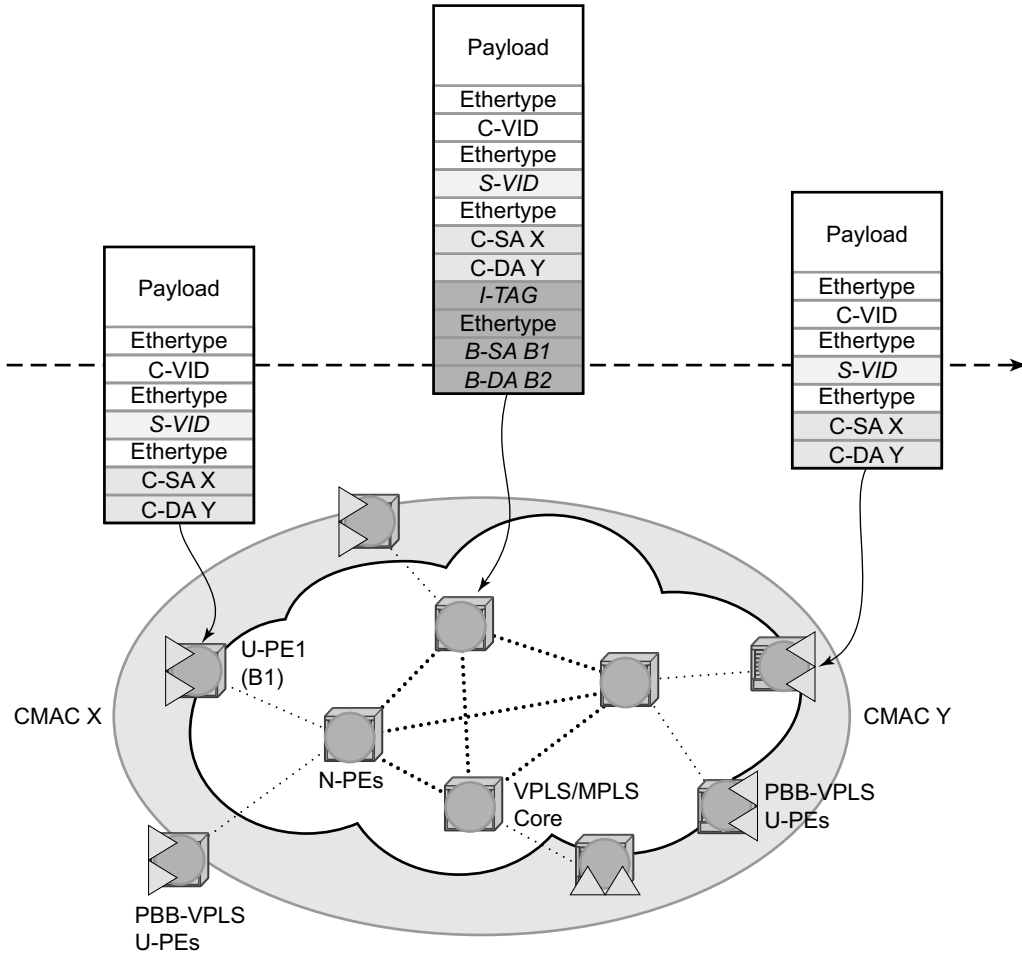 Payload
Ethertype
C-VID
Ethertype
S-VID
Ethertype
C-SA X
C-DA Y
Payload
Ethertype
C-VID
Ethertype
S-VID
Ethertype
C-SA X
C-DA Y
I-TAG
Ethertype
B-SA B1
B-DA B2
Payload
Ethertype
C-VID
Ethertype
S-VID
Ethertype
C-SA X
C-DA Y
U-PE1
(B1)
CMAC X
CMAC Y
N-PEs
VPLS/MPLS
Core
PBB-VPLS
U-PEs
PBB-VPLS
U-PEs